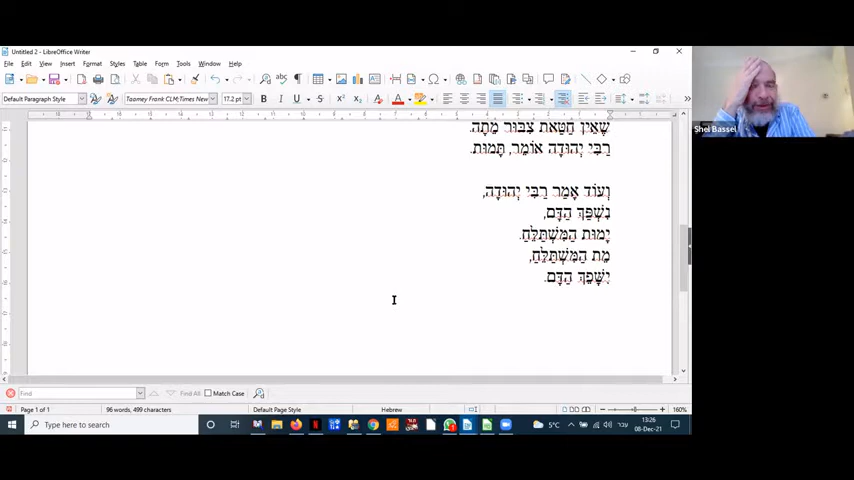 Untitled 2 - LibreOffice Writer
File Edit View Insert Format Styles Table Form Tools Window Help
Default Paragraph Style Taamey Frank CLM;Times New 17.2 pt
שֶׁאֵין חַטַּאת צִבּוּר מֵתָה.
רַבִּי יְהוּדָה אוֹמֵר, תָּמוּת.
וְעוֹד אָמַר רַבִּי יְהוּדָה,
נִשְׁפַּךְ הַדָּם,
יָמוּת הַמִּשְׁתַּלֵּחַ.
מֵת הַמִּשְׁתַּלֵּחַ,
יִשָּׁפֵךְ הַדָּם.
Shei Bassel
Find Find All Match Case
Page 1 of 1 96 words, 499 characters Default Page Style Hebrew 160%
Type here to search 5°C עבר 13:26
08-Dec-21